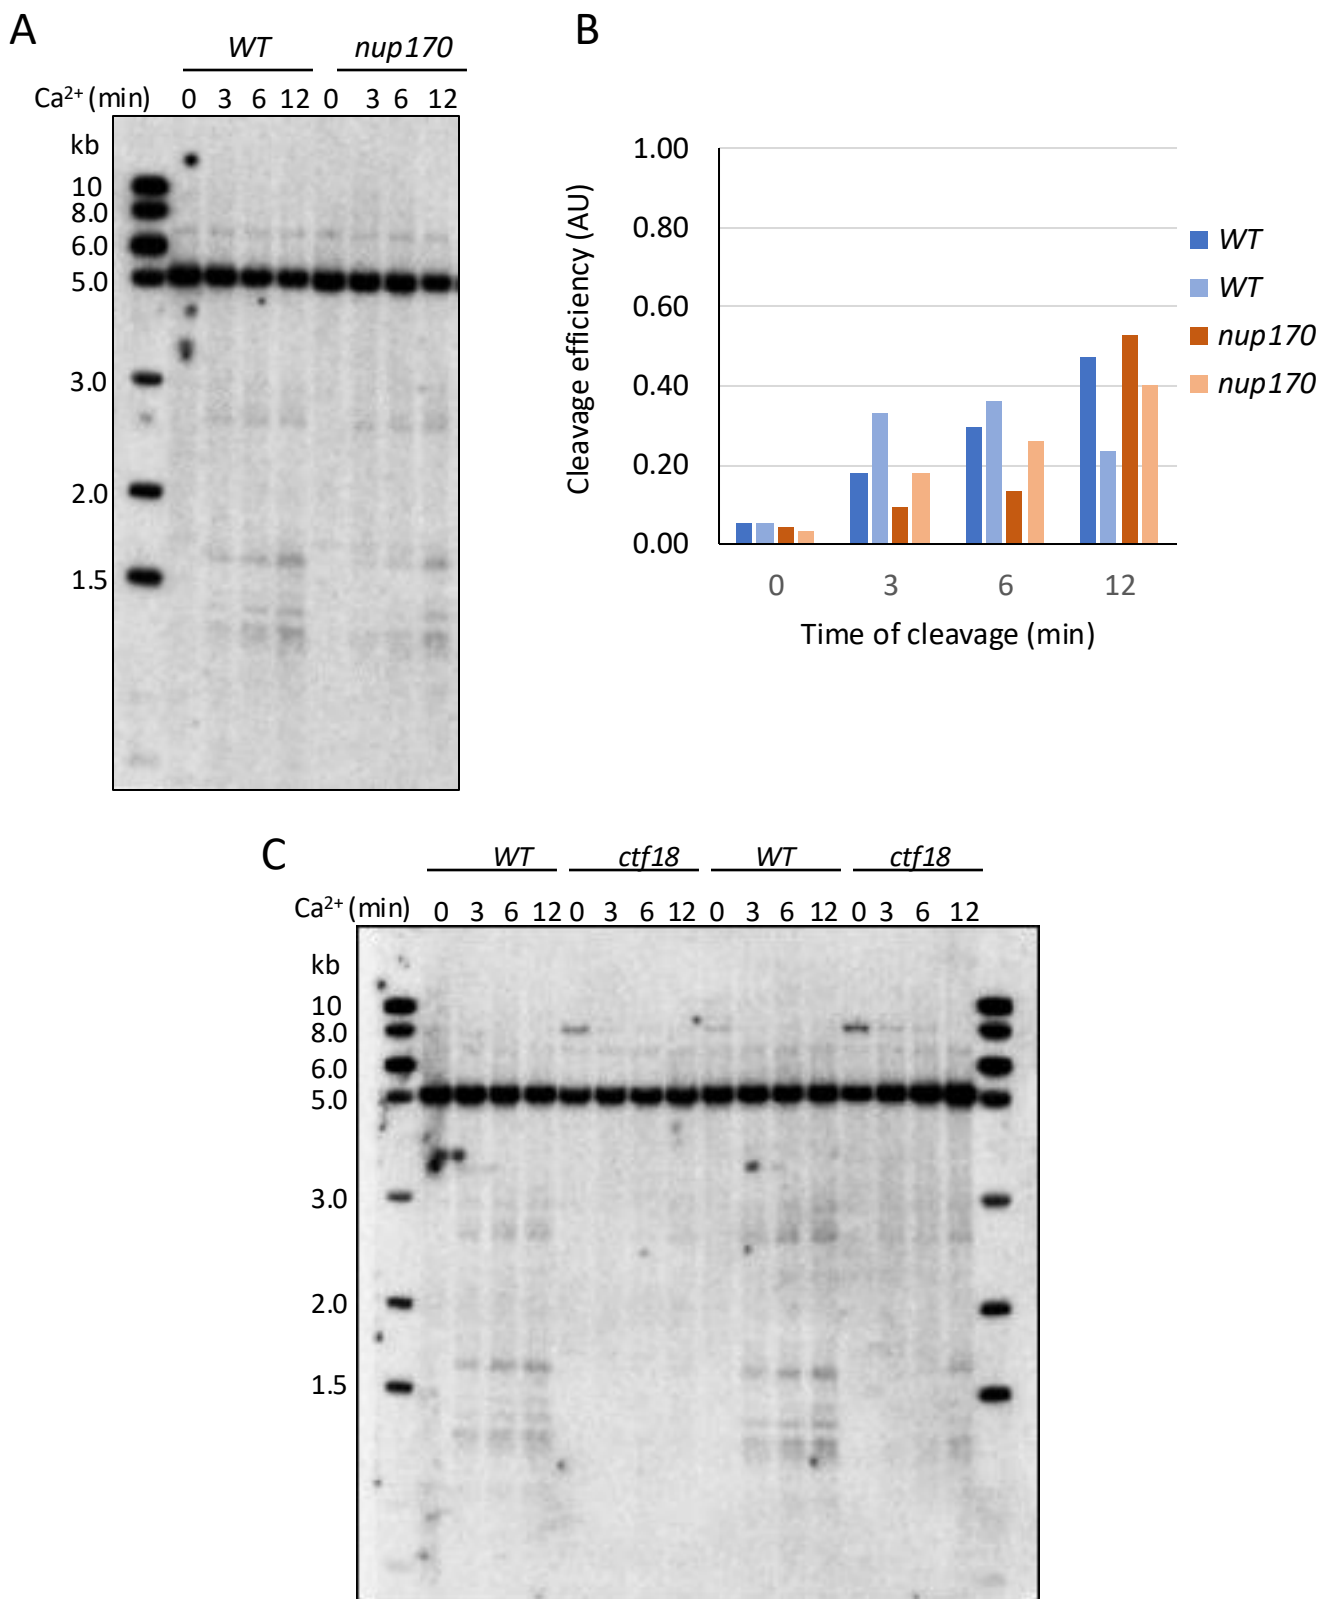 A
WT nup170
Ca²⁺ (min) 0 3 6 12 0 3 6 12
kb
10
8.0
6.0
5.0
3.0
2.0
1.5
B
Cleavage efficiency (AU)
1.00
0.80
0.60
0.40
0.20
0.00
0 3 6 12
Time of cleavage (min)
WT
WT
nup170
nup170
C
WT ctf18 WT ctf18
Ca²⁺ (min) 0 3 6 12 0 3 6 12 0 3 6 12 0 3 6 12
kb
10
8.0
6.0
5.0
3.0
2.0
1.5